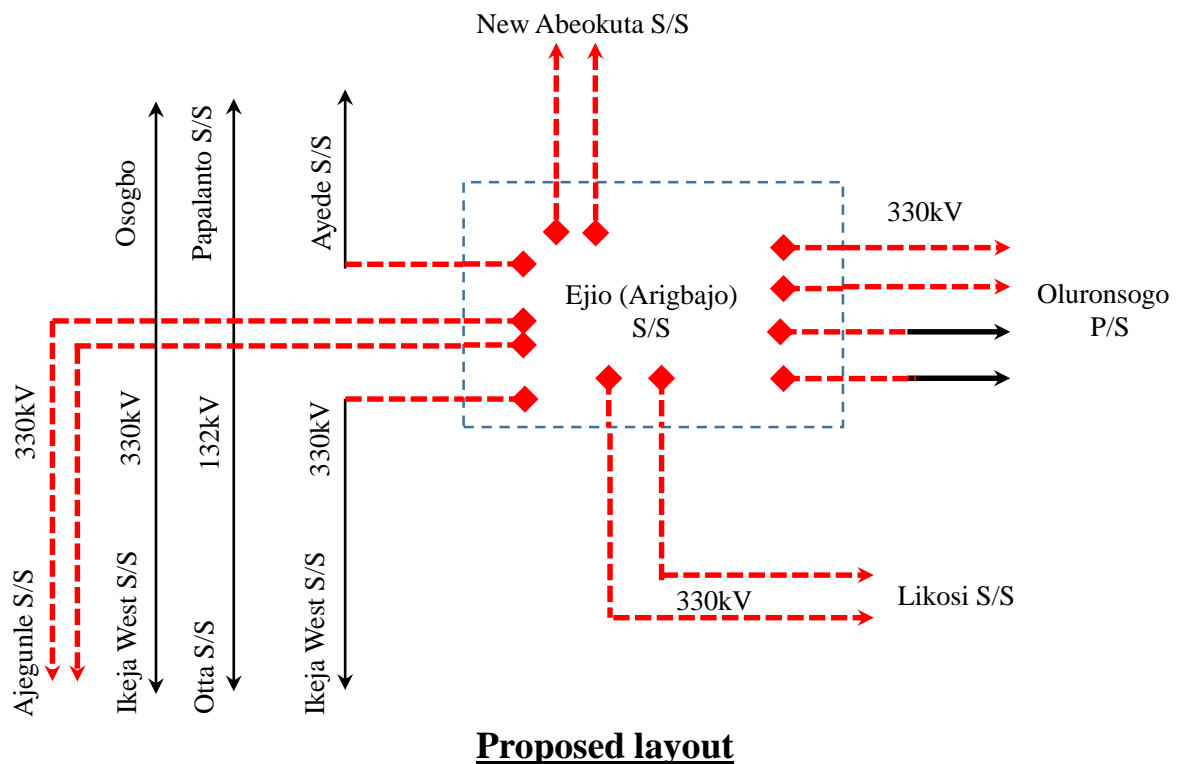 New Abeokuta S/S
Osogbo
Papalanto S/S
Ayede S/S
330kV
Ejio (Arigbajo)
S/S
Oluronsogo
P/S
330kV
330kV
132kV
330kV
Ajegunle S/S
Ikeja West S/S
Otta S/S
Ikeja West S/S
330kV
Likosi S/S
Proposed layout